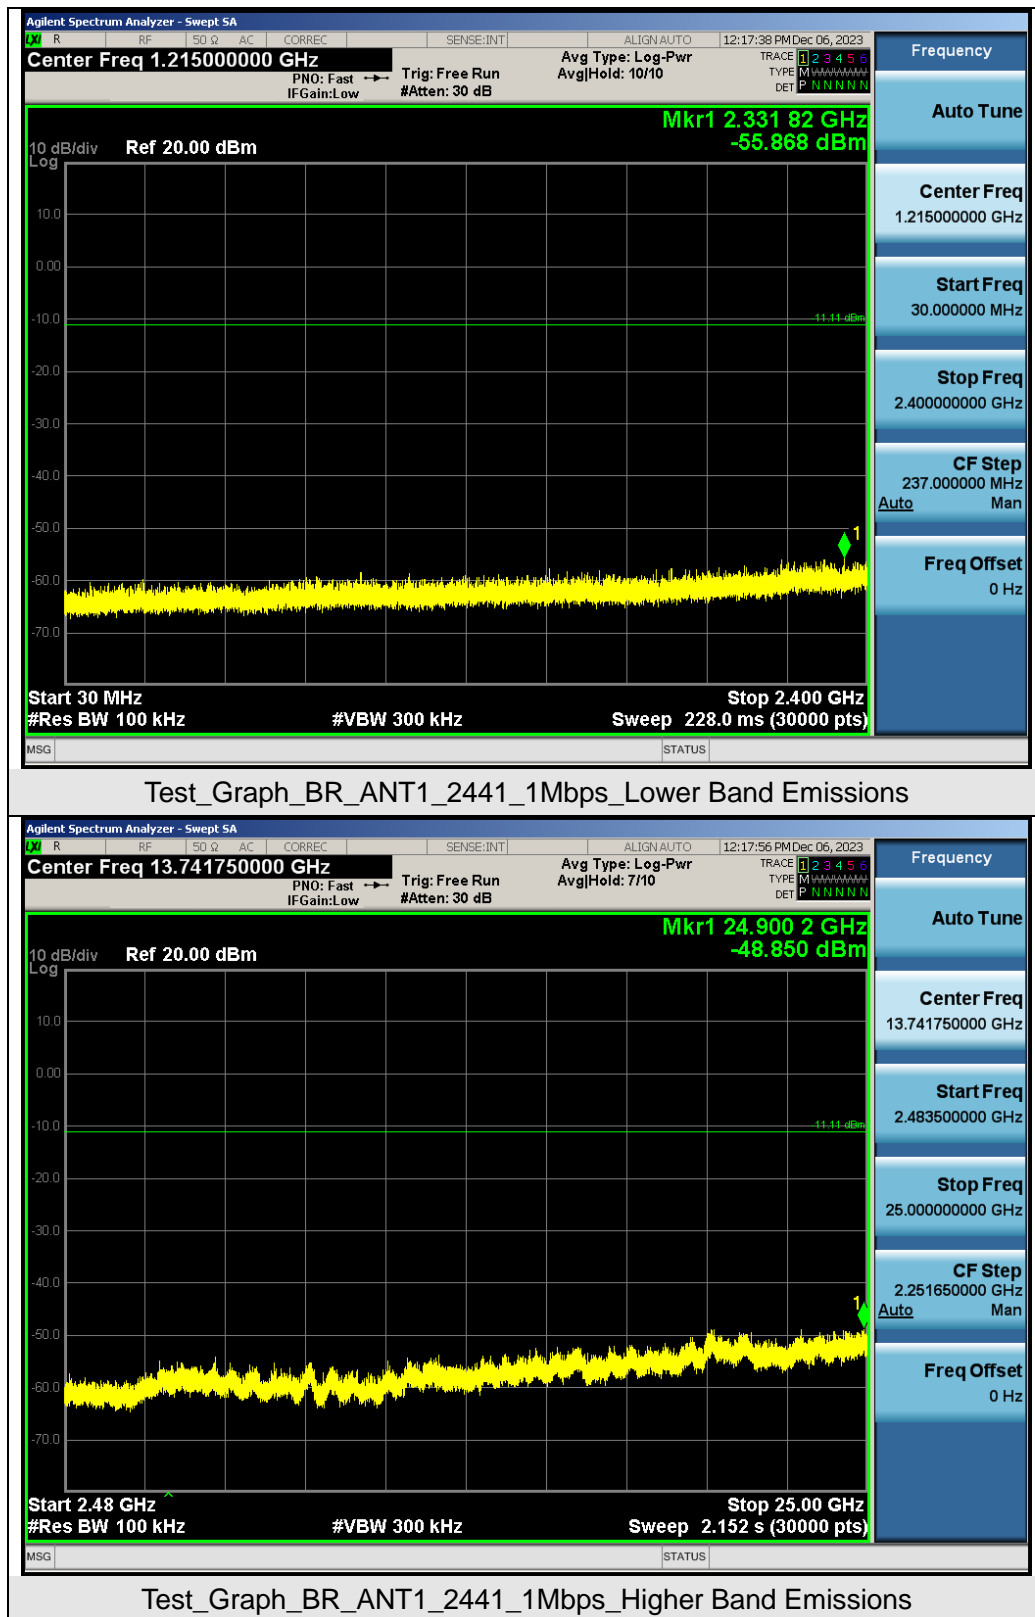 Agilent Spectrum Analyzer - Swept SA
LXI R RF 50 Ω AC CORREC SENSE:INT ALIGN AUTO 12:17:38 PM Dec 06, 2023
Center Freq 1.215000000 GHz
PNO: Fast
IFGain:Low
Trig: Free Run
#Atten: 30 dB
Avg Type: Log-Pwr
Avg|Hold: 10/10
TRACE 1 2 3 4 5 6
TYPE M WWWWW
DET P N N N N N
Mkr1 2.331 82 GHz
-55.868 dBm
10 dB/div Ref 20.00 dBm
Log
10.0
0.00
-10.0
-11.11 dBm
-20.0
-30.0
-40.0
-50.0
1
-60.0
-70.0
Start 30 MHz Stop 2.400 GHz
#Res BW 100 kHz #VBW 300 kHz Sweep 228.0 ms (30000 pts)
MSG STATUS
Frequency
Auto Tune
Center Freq
1.215000000 GHz
Start Freq
30.000000 MHz
Stop Freq
2.400000000 GHz
CF Step
237.000000 MHz
Auto Man
Freq Offset
0 Hz
Test_Graph_BR_ANT1_2441_1Mbps_Lower Band Emissions
Agilent Spectrum Analyzer - Swept SA
LXI R RF 50 Ω AC CORREC SENSE:INT ALIGN AUTO 12:17:56 PM Dec 06, 2023
Center Freq 13.741750000 GHz
PNO: Fast
IFGain:Low
Trig: Free Run
#Atten: 30 dB
Avg Type: Log-Pwr
Avg|Hold: 7/10
TRACE 1 2 3 4 5 6
TYPE M WWWWW
DET P N N N N N
Mkr1 24.900 2 GHz
-48.850 dBm
10 dB/div Ref 20.00 dBm
Log
10.0
0.00
-10.0
-11.11 dBm
-20.0
-30.0
-40.0
1
-50.0
-60.0
-70.0
Start 2.48 GHz Stop 25.00 GHz
#Res BW 100 kHz #VBW 300 kHz Sweep 2.152 s (30000 pts)
MSG STATUS
Frequency
Auto Tune
Center Freq
13.741750000 GHz
Start Freq
2.483500000 GHz
Stop Freq
25.000000000 GHz
CF Step
2.251650000 GHz
Auto Man
Freq Offset
0 Hz
Test_Graph_BR_ANT1_2441_1Mbps_Higher Band Emissions